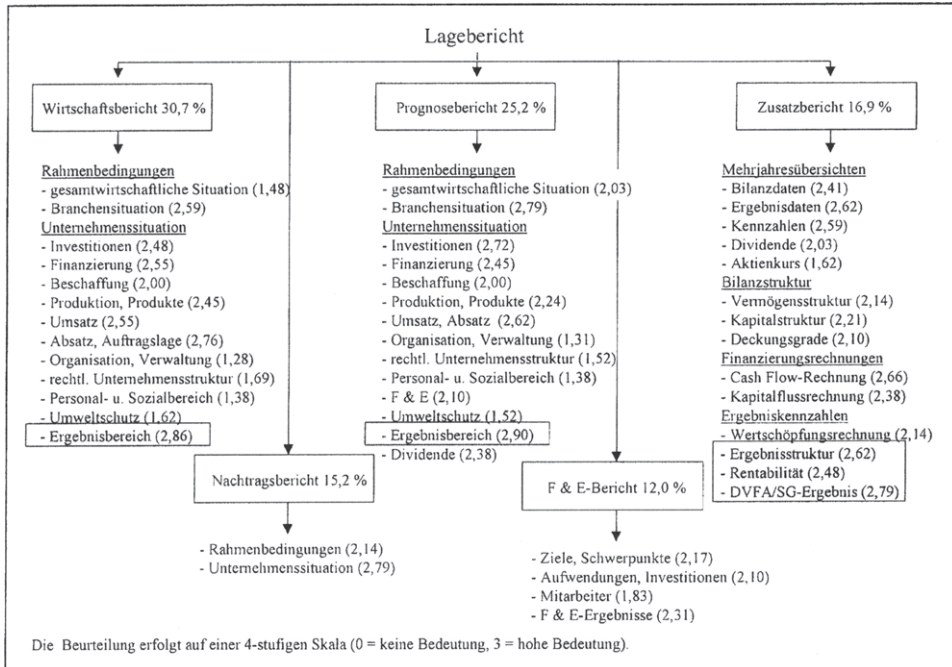 Lagebericht
Wirtschaftsbericht 30,7 %
Rahmenbedingungen
- gesamtwirtschaftliche Situation (1,48)
- Branchensituation (2,59)
Unternehmenssituation
- Investitionen (2,48)
- Finanzierung (2,55)
- Beschaffung (2,00)
- Produktion, Produkte (2,45)
- Umsatz (2,55)
- Absatz, Auftragslage (2,76)
- Organisation, Verwaltung (1,28)
- rechtl. Unternehmensstruktur (1,69)
- Personal- u. Sozialbereich (1,38)
- Umweltschutz (1,62)
- Ergebnisbereich (2,86)
Prognosebericht 25,2 %
Rahmenbedingungen
- gesamtwirtschaftliche Situation (2,03)
- Branchensituation (2,79)
Unternehmenssituation
- Investitionen (2,72)
- Finanzierung (2,45)
- Beschaffung (2,00)
- Produktion, Produkte (2,24)
- Umsatz, Absatz (2,62)
- Organisation, Verwaltung (1,31)
- rechtl. Unternehmensstruktur (1,52)
- Personal- u. Sozialbereich (1,38)
- F & E (2,10)
- Umweltschutz (1,52)
- Ergebnisbereich (2,90)
- Dividende (2,38)
Zusatzbericht 16,9 %
Mehrjahresübersichten
- Bilanzdaten (2,41)
- Ergebnisdaten (2,62)
- Kennzahlen (2,59)
- Dividende (2,03)
- Aktienkurs (1,62)
Bilanzstruktur
- Vermögensstruktur (2,14)
- Kapitalstruktur (2,21)
- Deckungsgrade (2,10)
Finanzierungsrechnungen
- Cash Flow-Rechnung (2,66)
- Kapitalflussrechnung (2,38)
Ergebiskennzahlen
- Wertschöpfungsrechnung (2,14)
- Ergebnisstruktur (2,62)
- Rentabilität (2,48)
- DVFA/SG-Ergebnis (2,79)
Nachtragsbericht 15,2 %
- Rahmenbedingungen (2,14)
- Unternehmenssituation (2,79)
F & E-Bericht 12,0 %
- Ziele, Schwerpunkte (2,17)
- Aufwendungen, Investitionen (2,10)
- Mitarbeiter (1,83)
- F & E-Ergebnisse (2,31)
Die Beurteilung erfolgt auf einer 4-stufigen Skala (0 = keine Bedeutung, 3 = hohe Bedeutung).